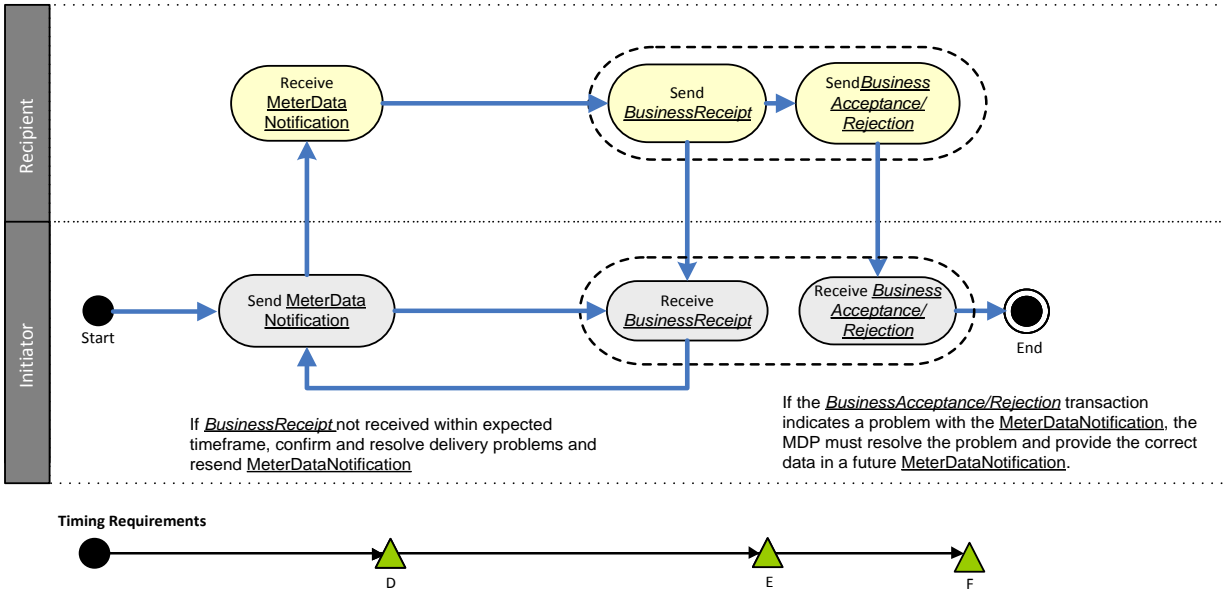 Recipient
Receive
MeterData
Notification
Send
BusinessReceipt
SendBusiness
Acceptance/
Rejection
Initiator
Start
Send MeterData
Notification
Receive
BusinessReceipt
Receive Business
Acceptance/
Rejection
End
If BusinessReceipt not received within expected
timeframe, confirm and resolve delivery problems and
resend MeterDataNotification
If the BusinessAcceptance/Rejection transaction
indicates a problem with the MeterDataNotification, the
MDP must resolve the problem and provide the correct
data in a future MeterDataNotification.
Timing Requirements
D
E
F